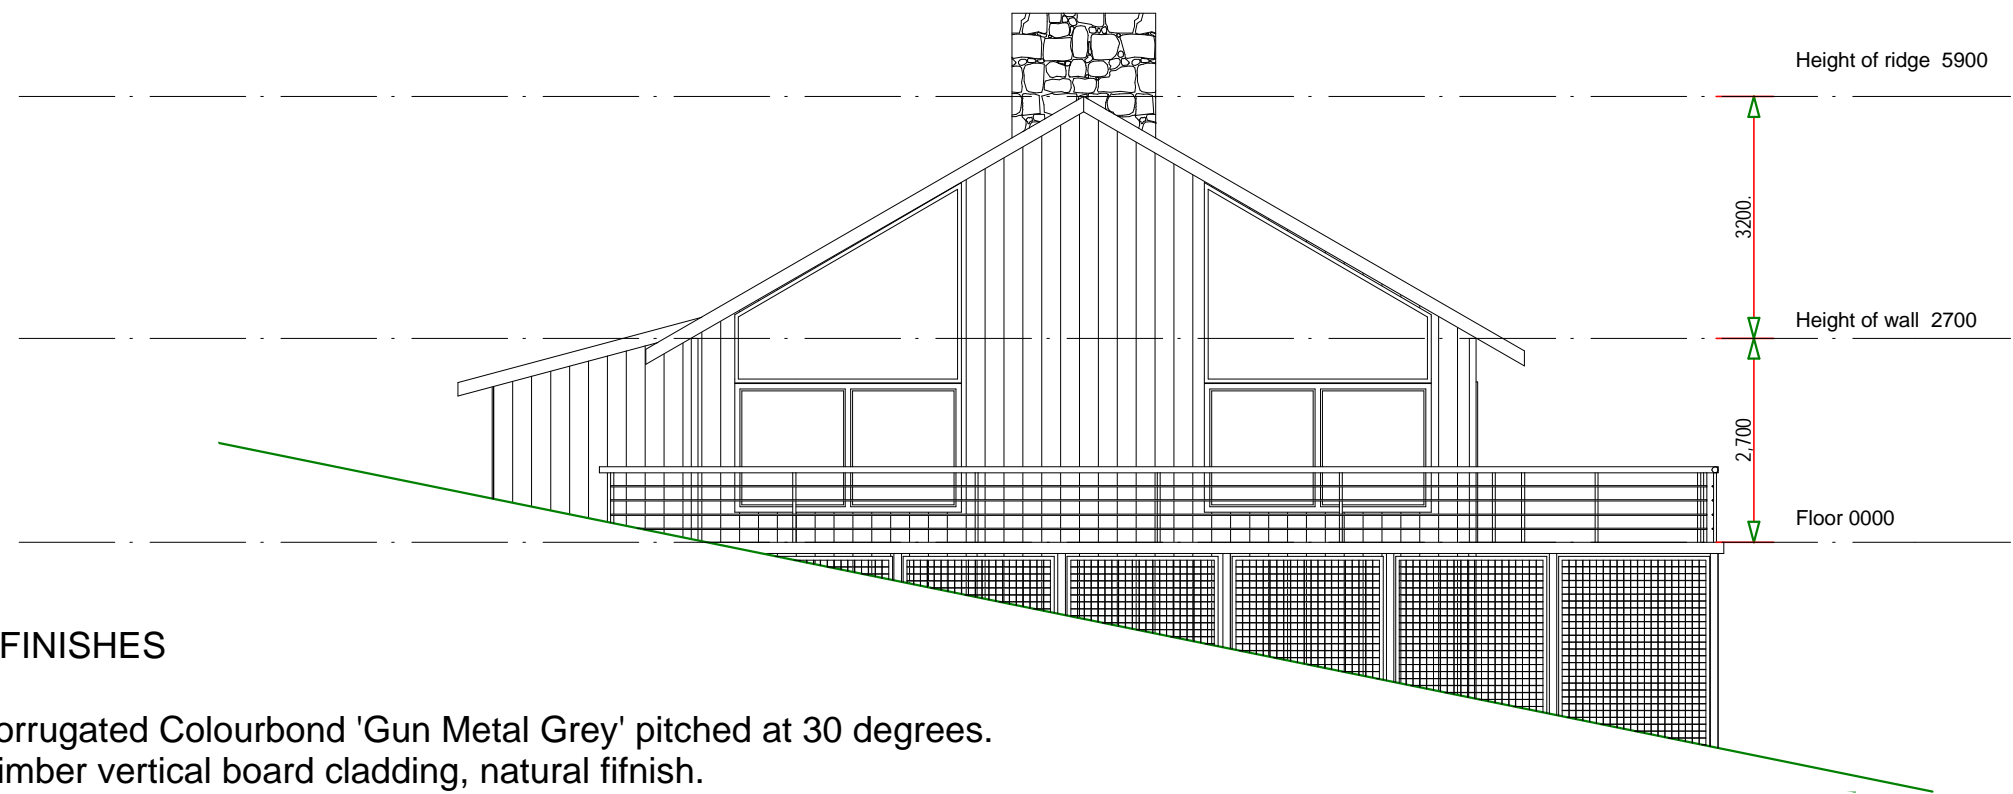 Height of ridge 5900
3200.
Height of wall 2700
2,700
Floor 0000
FINISHES
orrugated Colourbond 'Gun Metal Grey' pitched at 30 degrees.
imber vertical board cladding, natural fifnish.